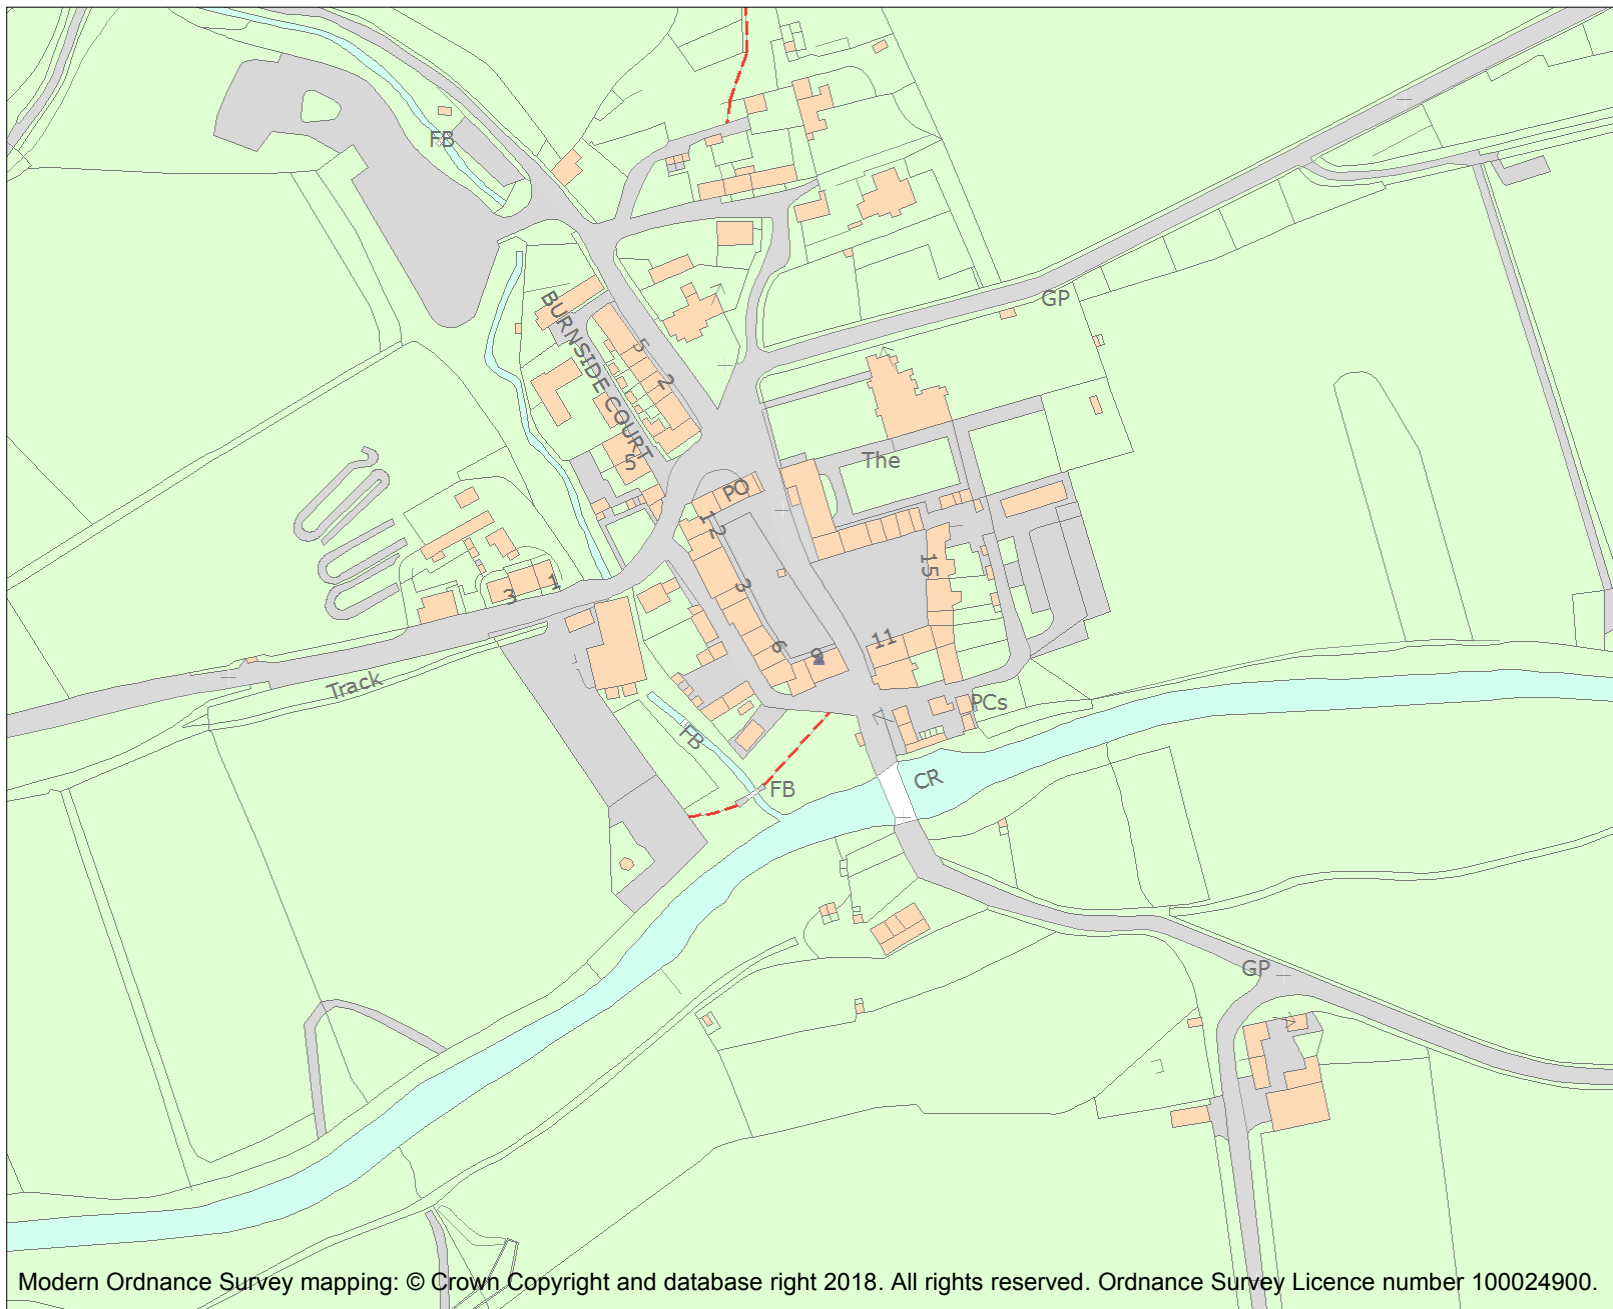 FB
GP
BURNSIDE COURT
5
2
The
5
PO
12
15
1
3
3
11
6
9
Track
PCs
FB
CR
FB
GP
Modern Ordnance Survey mapping: © Crown Copyright and database right 2018. All rights reserved. Ordnance Survey Licence number 100024900.